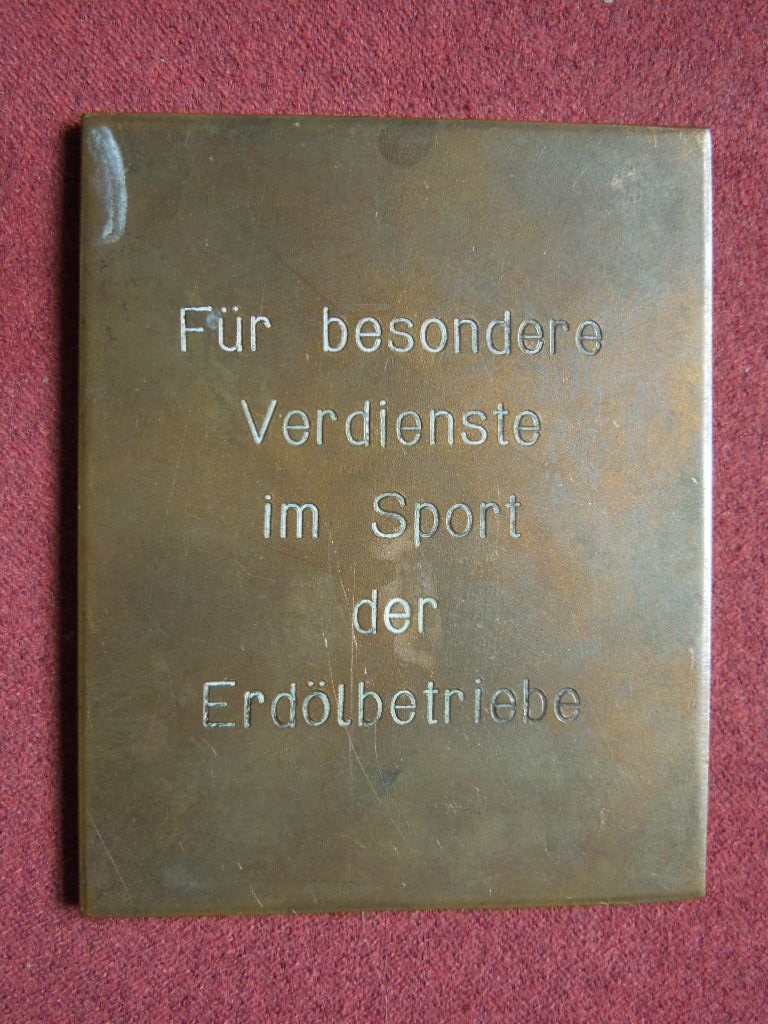 Für besondere
Verdienste
im Sport
der
Erdölbetriebe